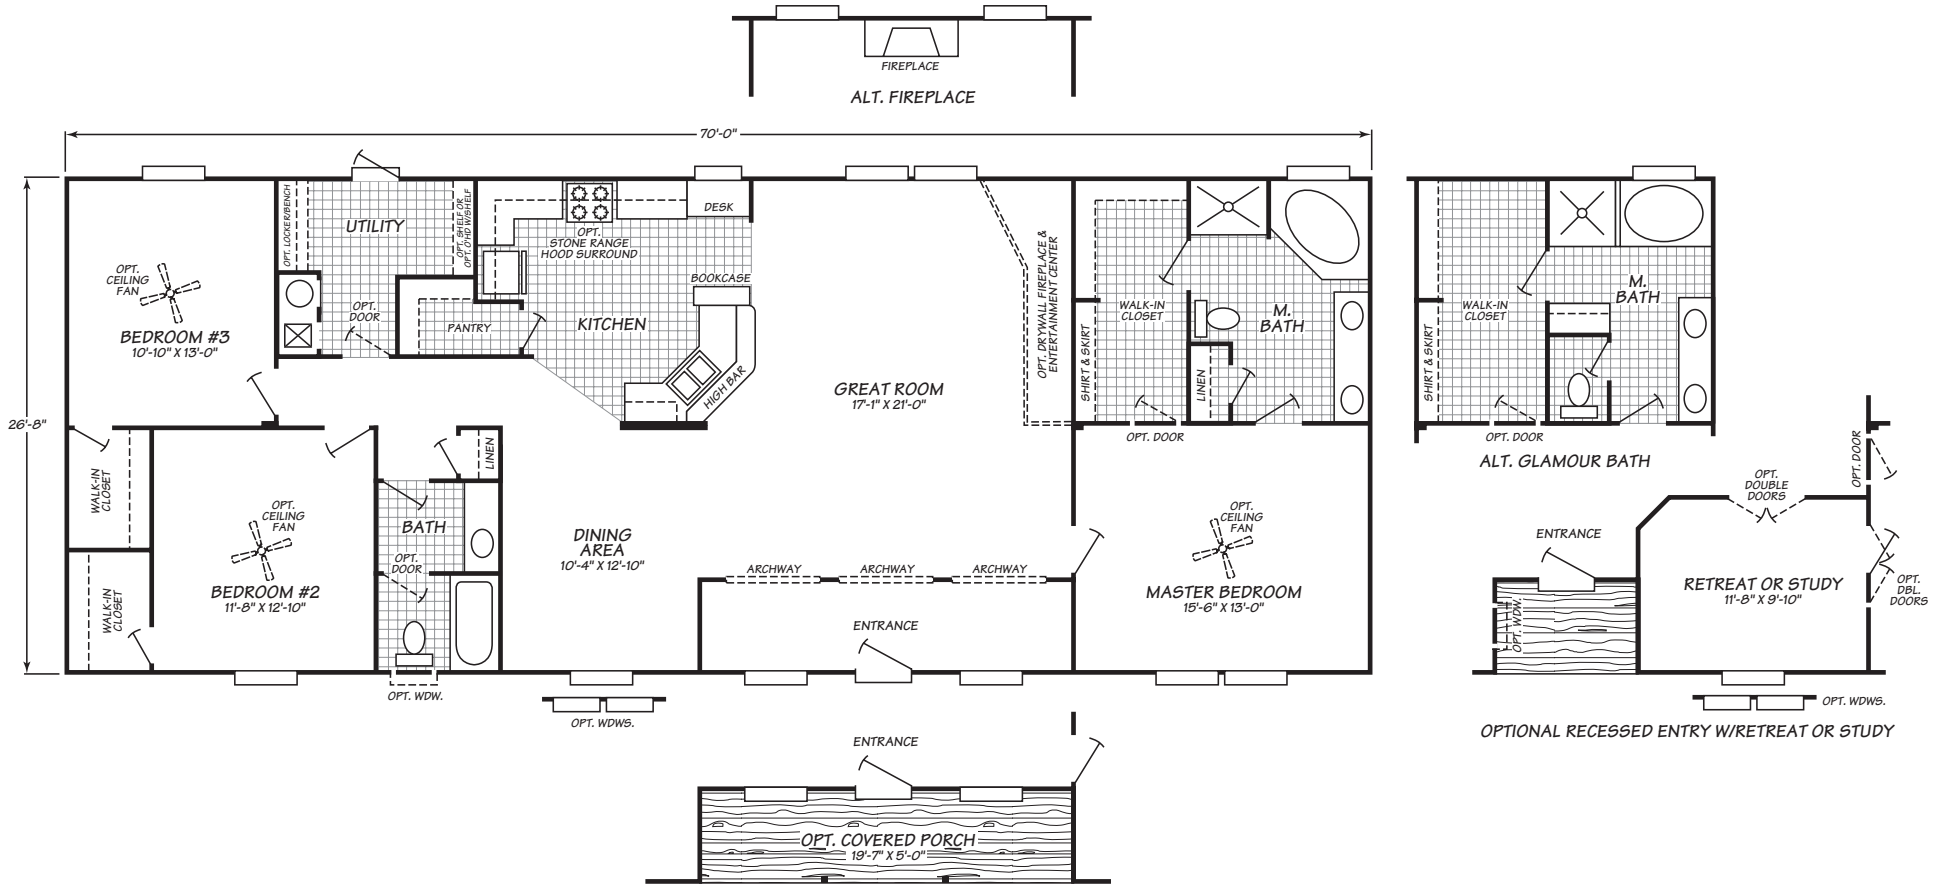 FIREPLACE
ALT. FIREPLACE
70'-0"
26'-8"
OPT.
CEILING
FAN
BEDROOM #3
10'-10" X 13'-0"
OPT. LOCKER/BENCH
UTILITY
OPT. SHELF OR
OPT. O'HD W/SHELF
OPT.
DOOR
PANTRY
OPT.
STONE RANGE
HOOD SURROUND
DESK
BOOKCASE
KITCHEN
HIGH BAR
GREAT ROOM
17'-1" X 21'-0"
OPT. DRYWALL FIREPLACE &
ENTERTAINMENT CENTER
WALK-IN
CLOSET
SHIRT & SKIRT
M.
BATH
LINEN
OPT. DOOR
WALK-IN
CLOSET
WALK-IN
CLOSET
OPT.
CEILING
FAN
BEDROOM #2
11'-8" X 12'-10"
LINEN
BATH
OPT.
DOOR
OPT. WDW.
DINING
AREA
10'-4" X 12'-10"
OPT. WDWS.
ARCHWAY
ARCHWAY
ARCHWAY
ENTRANCE
OPT.
CEILING
FAN
MASTER BEDROOM
15'-6" X 13'-0"
ENTRANCE
OPT. COVERED PORCH
19'-7" X 5'-0"
WALK-IN
CLOSET
SHIRT & SKIRT
M.
BATH
OPT. DOOR
ALT. GLAMOUR BATH
OPT. DOOR
OPT.
DOUBLE
DOORS
ENTRANCE
OPT. WDW.
RETREAT OR STUDY
11'-8" X 9'-10"
OPT.
DBL.
DOORS
OPT. WDWS.
OPTIONAL RECESSED ENTRY W/RETREAT OR STUDY